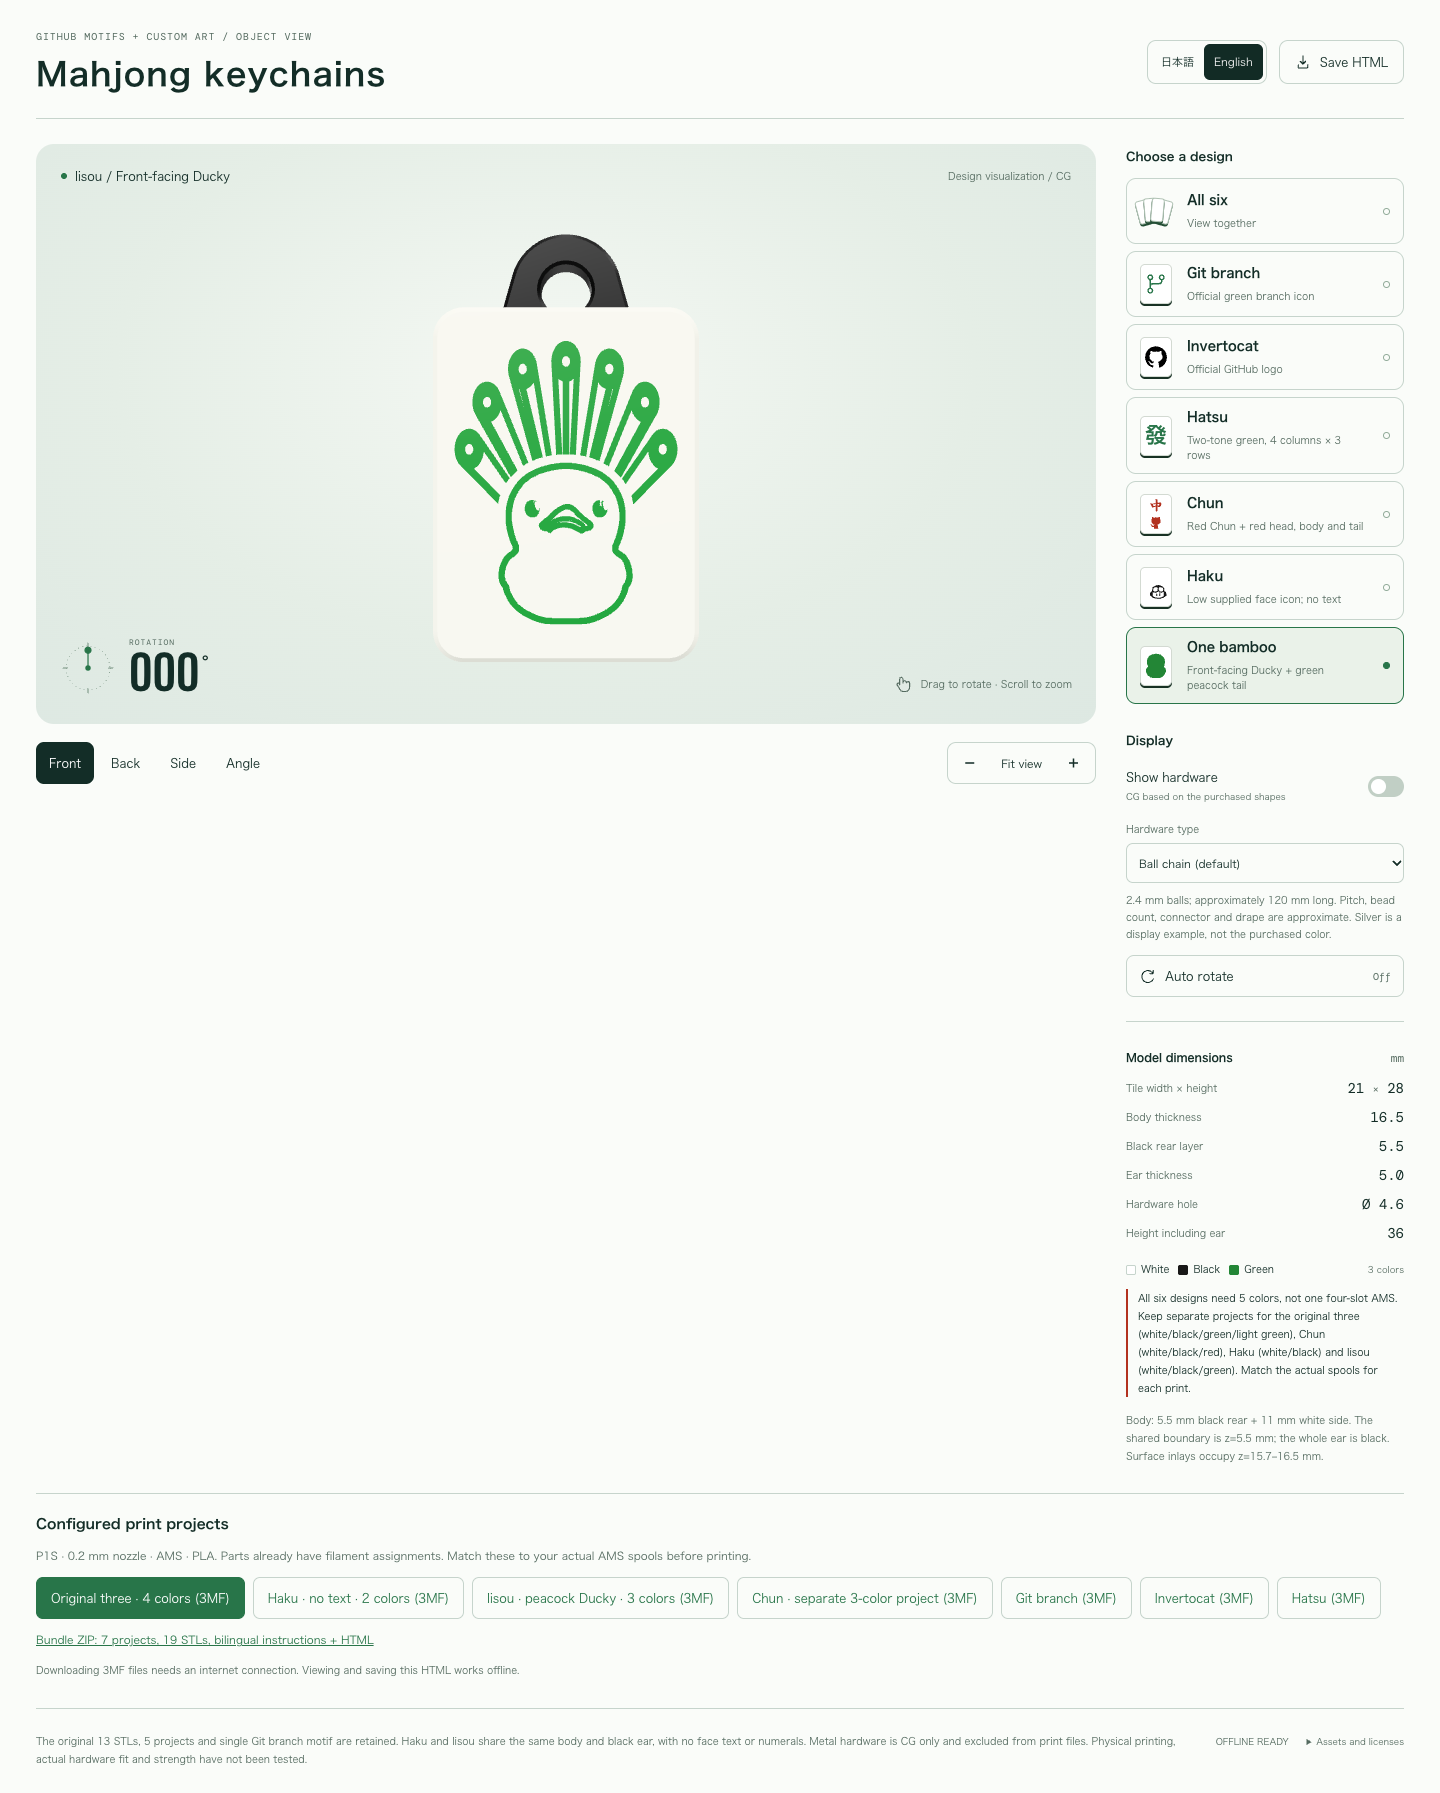 GITHUB MOTIFS + CUSTOM ART / OBJECT VIEW
Mahjong keychains
日本語
English
Save HTML
Iisou / Front-facing Ducky
Design visualization / CG
ROTATION
000°
Drag to rotate · Scroll to zoom
Front
Back
Side
Angle
−
Fit view
+
Choose a design
All six
View together
Git branch
Official green branch icon
Invertocat
Official GitHub logo
發
Hatsu
Two-tone green, 4 columns × 3
rows
中
Chun
Red Chun + red head, body and tail
Haku
Low supplied face icon; no text
One bamboo
Front-facing Ducky + green
peacock tail
Display
Show hardware
CG based on the purchased shapes
Hardware type
Ball chain (default)
2.4 mm balls; approximately 120 mm long. Pitch, bead
count, connector and drape are approximate. Silver is a
display example, not the purchased color.
Auto rotate
Off
Model dimensions
mm
Tile width × height
21 × 28
Body thickness
16.5
Black rear layer
5.5
Ear thickness
5.0
Hardware hole
Ø 4.6
Height including ear
36
White
Black
Green
3 colors
All six designs need 5 colors, not one four-slot AMS.
Keep separate projects for the original three
(white/black/green/light green), Chun
(white/black/red), Haku (white/black) and Iisou
(white/black/green). Match the actual spools for
each print.
Body: 5.5 mm black rear + 11 mm white side. The
shared boundary is z=5.5 mm; the whole ear is black.
Surface inlays occupy z=15.7–16.5 mm.
Configured print projects
P1S · 0.2 mm nozzle · AMS · PLA. Parts already have filament assignments. Match these to your actual AMS spools before printing.
Original three · 4 colors (3MF)
Haku · no text · 2 colors (3MF)
Iisou · peacock Ducky · 3 colors (3MF)
Chun · separate 3-color project (3MF)
Git branch (3MF)
Invertocat (3MF)
Hatsu (3MF)
Bundle ZIP: 7 projects, 19 STLs, bilingual instructions + HTML
Downloading 3MF files needs an internet connection. Viewing and saving this HTML works offline.
The original 13 STLs, 5 projects and single Git branch motif are retained. Haku and Iisou share the same body and black ear, with no face text or numerals. Metal hardware is CG only and excluded from print files. Physical printing,
actual hardware fit and strength have not been tested.
OFFLINE READY
Assets and licenses